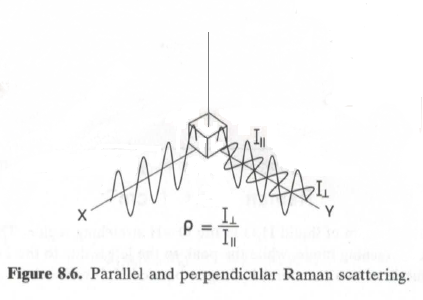 I∥
I⊥
X
Y
ρ = I⊥ / I∥
Figure 8.6. Parallel and perpendicular Raman scattering.